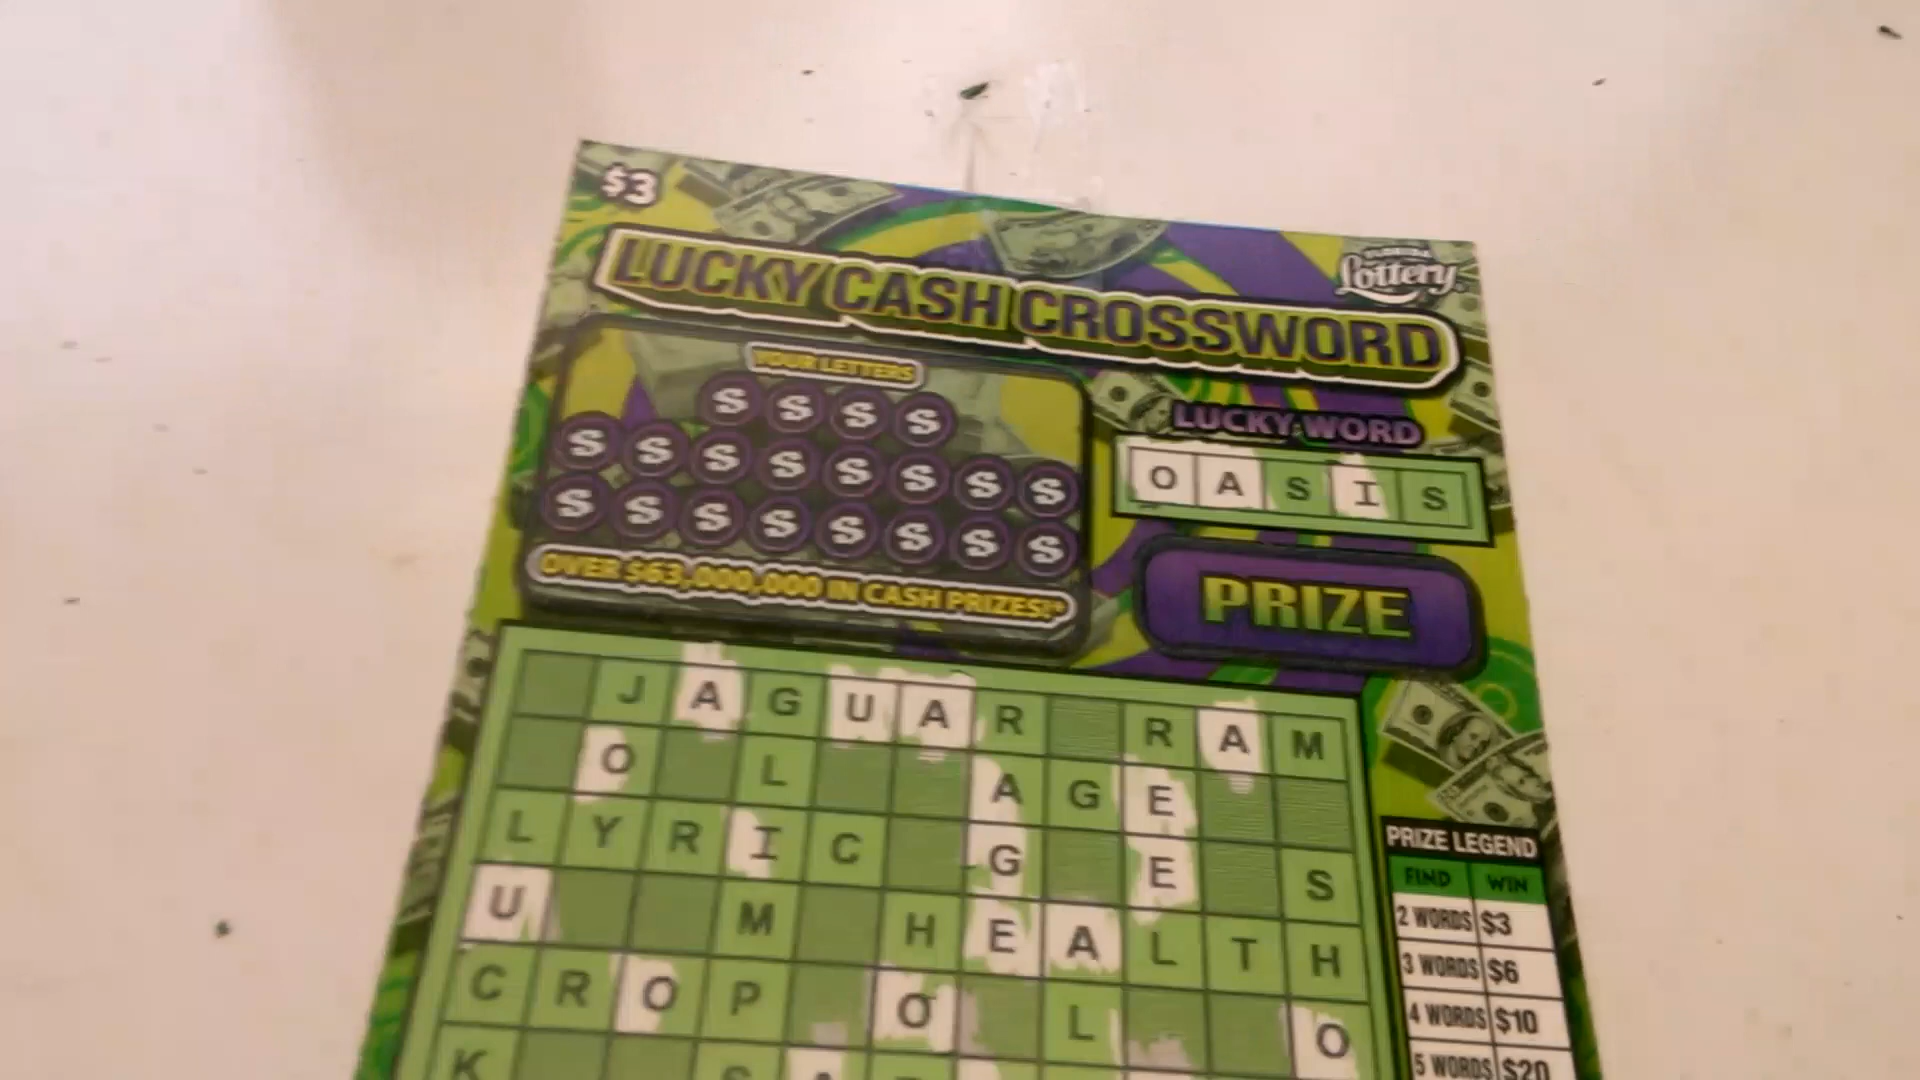 $3
LUCKY CASH CROSSWORD
FLORIDA
Lottery
YOUR LETTERS
$ $ $ $
$ $ $ $ $ $ $ $
$ $ $ $ $ $ $ $
OVER $63,000,000 IN CASH PRIZES!*
LUCKY WORD
O A S I S
PRIZE
J A G U A R R A M
O L A G E
L Y R I C G E S
U M H E A L T H
C R O P O L O
K
PRIZE LEGEND
FIND WIN
2 WORDS $3
3 WORDS $6
4 WORDS $10
5 WORDS $20